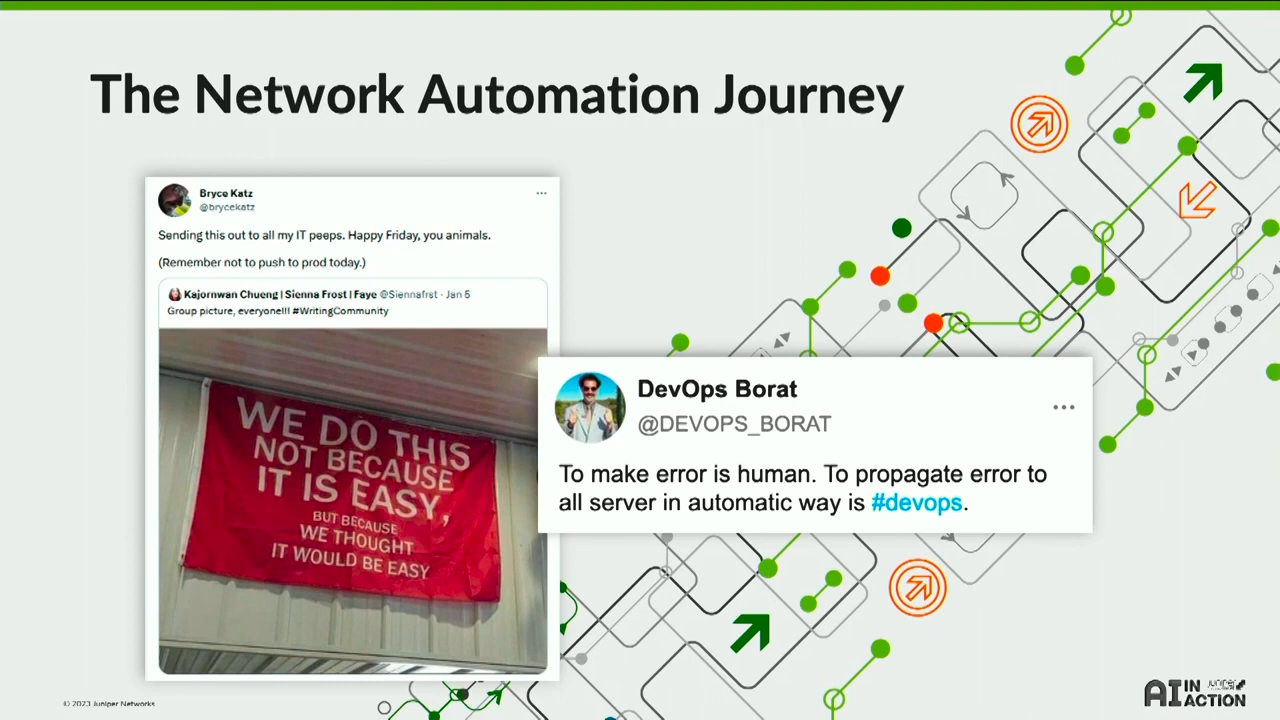 The Network Automation Journey
Bryce Katz
@brycekatz
...
Sending this out to all my IT peeps. Happy Friday, you animals.
(Remember not to push to prod today.)
Kajornwan Chueng | Sienna Frost | Faye @Siennafrst · Jan 5
Group picture, everyone!!! #WritingCommunity
WE DO THIS
NOT BECAUSE
IT IS EASY,
BUT BECAUSE
WE THOUGHT
IT WOULD BE EASY
DevOps Borat
@DEVOPS_BORAT
...
To make error is human. To propagate error to
all server in automatic way is #devops.
© 2023 Juniper Networks
AI IN ACTION
juniper